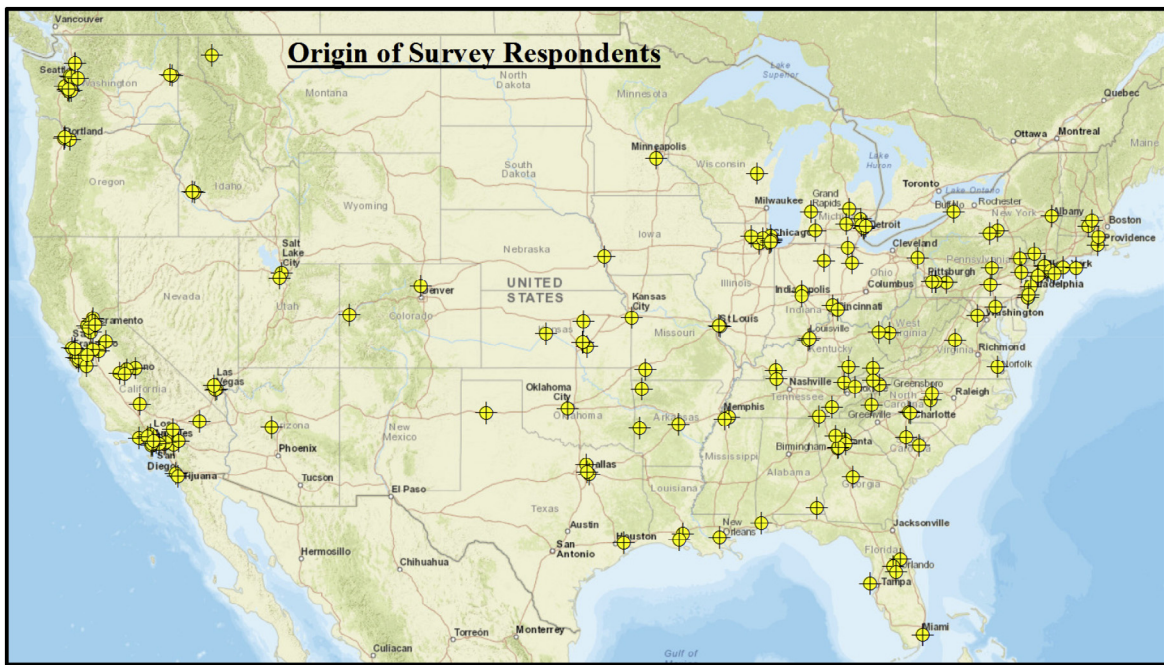 Origin of Survey Respondents
Vancouver
Seattle
Washington
Portland
Oregon
Idaho
Montana
North
Dakota
Minnesota
Lake
Superior
Quebec
Ottawa
Montreal
Maine
Minneapolis
Wisconsin
Lake
Huron
Toronto
Lake Ontario
Rochester
South
Dakota
Wyoming
Milwaukee
Grand
Rapids
Detroit
New York
Albany
Boston
Providence
Salt
Lake
City
Nebraska
Iowa
Chicago
Cleveland
Pennsylvania
Nevada
Utah
UNITED
STATES
Illinois
Ohio
Columbus
Pittsburgh
Denver
Colorado
Kansas
City
Indiana
Cincinnati
West
Virginia
Washington
Missouri
St Louis
Louisville
Kentucky
Virginia
Richmond
Norfolk
California
Las
Vegas
Nashville
Tennessee
Greensboro
Raleigh
North
Carolina
Oklahoma
City
Oklahoma
Arkansas
Memphis
Greenville
Charlotte
Los
San
Diego
Tijuana
Arizona
Phoenix
New
Mexico
Tucson
Dallas
Mississippi
Birmingham
Alabama
Georgia
El Paso
Texas
Louisiana
Austin
San
Antonio
Houston
New
Orleans
Jacksonville
Florida
Orlando
Tampa
Miami
Hermosillo
Chihuahua
Torreón
Monterrey
Culiacan
Gulf of